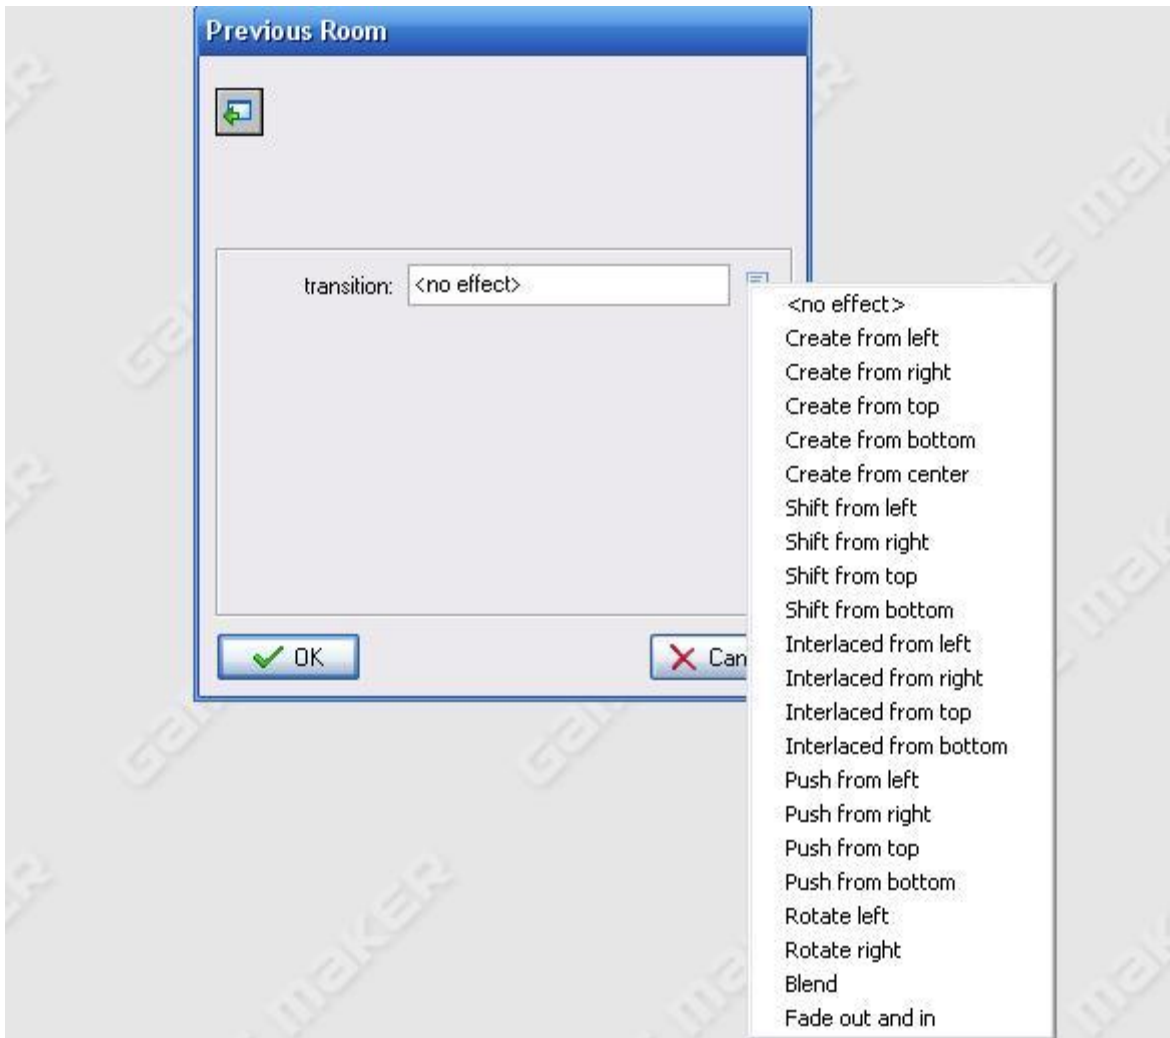 Previous Room
transition:
<no effect>
<no effect>
Create from left
Create from right
Create from top
Create from bottom
Create from center
Shift from left
Shift from right
Shift from top
Shift from bottom
Interlaced from left
Interlaced from right
Interlaced from top
Interlaced from bottom
Push from left
Push from right
Push from top
Push from bottom
Rotate left
Rotate right
Blend
Fade out and in
OK
Can
GAME MAKER